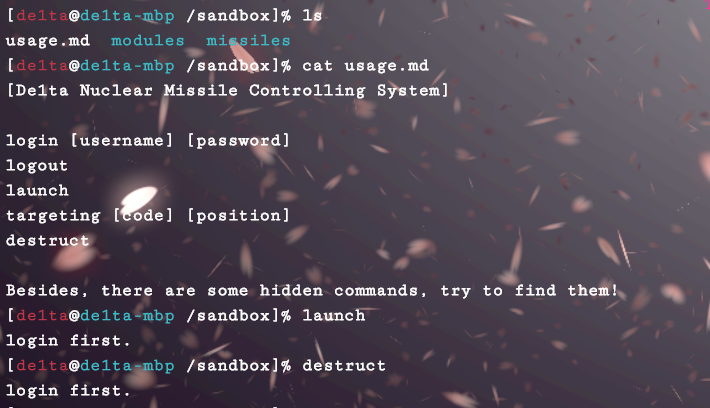 [de1ta@de1ta-mbp /sandbox]% ls
usage.md modules missiles
[de1ta@de1ta-mbp /sandbox]% cat usage.md
[De1ta Nuclear Missile Controlling System]
login [username] [password]
logout
launch
targeting [code] [position]
destruct
Besides, there are some hidden commands, try to find them!
[de1ta@de1ta-mbp /sandbox]% launch
login first.
[de1ta@de1ta-mbp /sandbox]% destruct
login first.